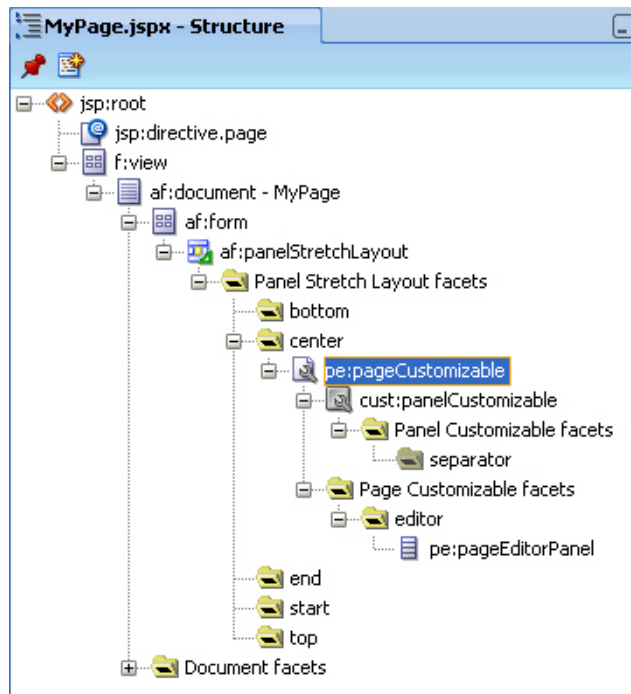 MyPage.jspx - Structure
jsp:root
jsp:directive.page
f:view
af:document - MyPage
af:form
af:panelStretchLayout
Panel Stretch Layout facets
bottom
center
pe:pageCustomizable
cust:panelCustomizable
Panel Customizable facets
separator
Page Customizable facets
editor
pe:pageEditorPanel
end
start
top
Document facets